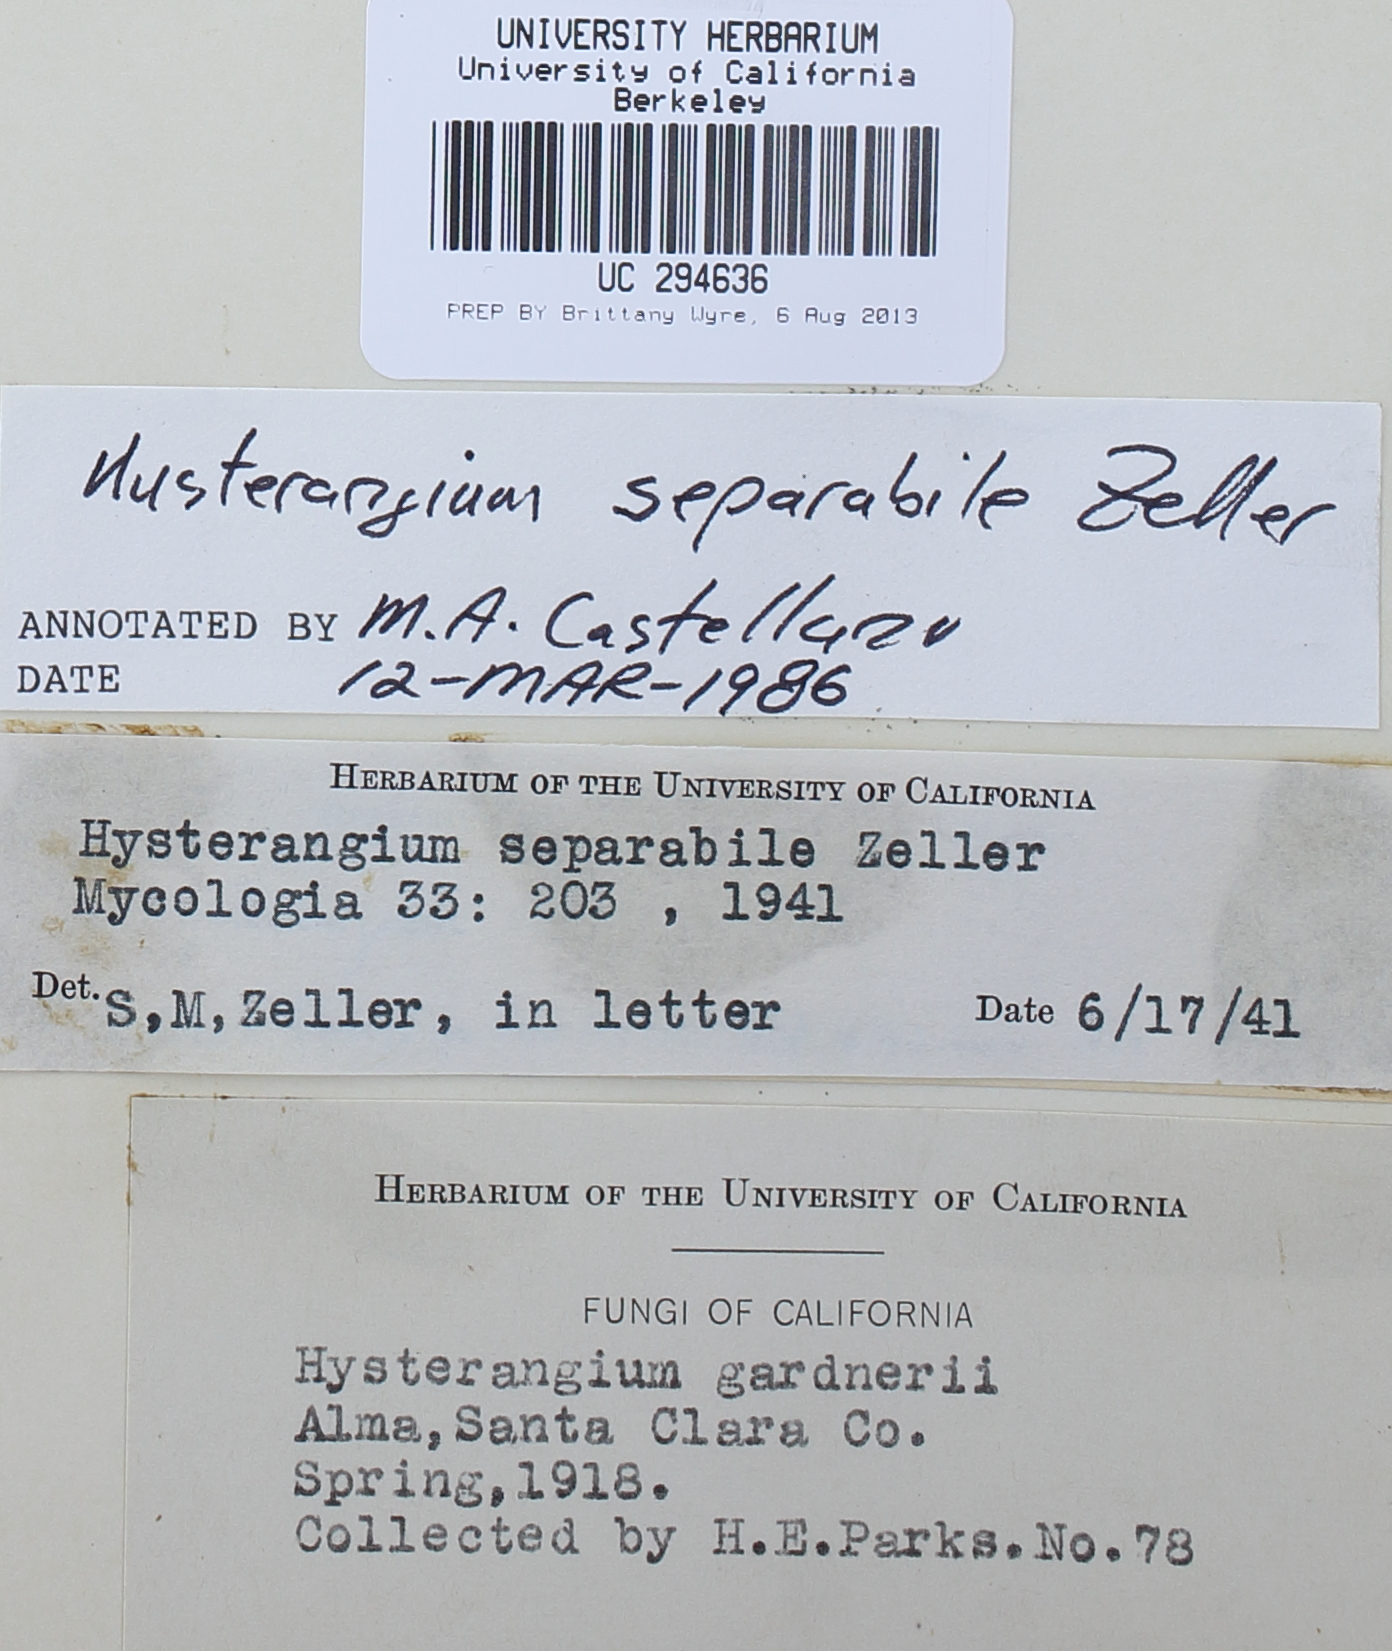 UNIVERSITY HERBARIUM
University of California
Berkeley
UC 294636
PREP BY Brittany Wyre, 6 Aug 2013
Hysterangium separabile Zeller
ANNOTATED BY M.A. Castellano
DATE 12-MAR-1986
HERBARIUM OF THE UNIVERSITY OF CALIFORNIA
Hysterangium separabile Zeller
Mycologia 33: 203 , 1941
Det. S,M,Zeller, in letter Date 6/17/41
HERBARIUM OF THE UNIVERSITY OF CALIFORNIA
FUNGI OF CALIFORNIA
Hysterangium gardnerii
Alma,Santa Clara Co.
Spring,1918.
Collected by H.E.Parks.No.78